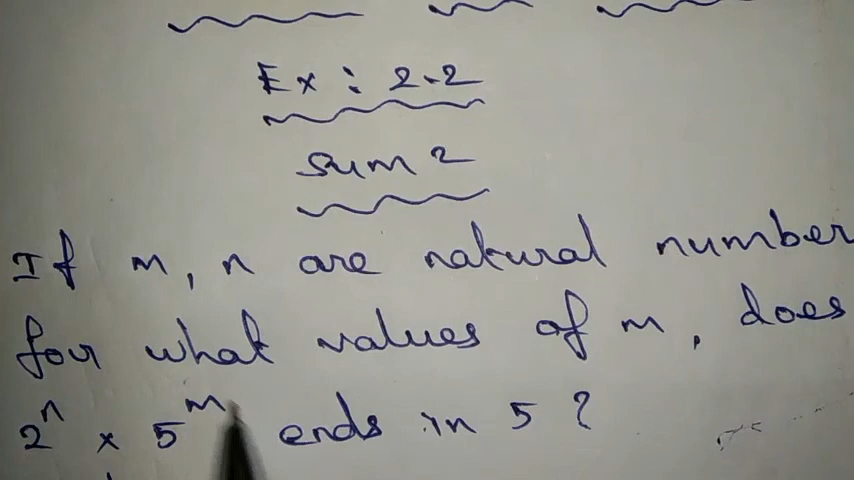 Ex : 2.2
sum 2
If m, n are natural number
for what values of m, does
2^n × 5^m ends in 5 ?